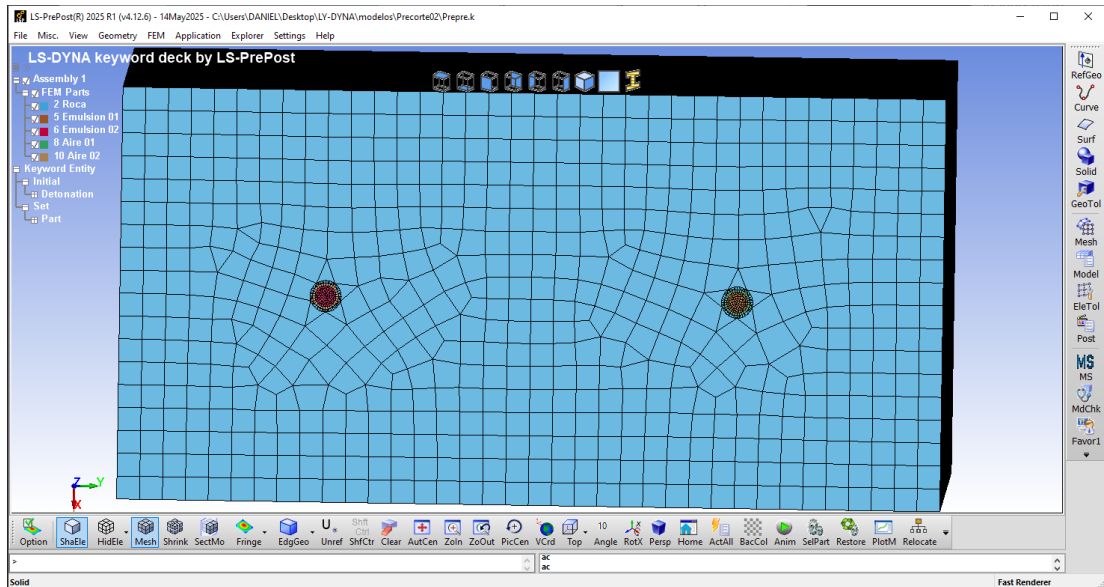 LS-PrePost(R) 2025 R1 (v4.12.6) - 14May2025 - C:\Users\DANIEL\Desktop\LY-DYNA\modelos\Precorte02\Prepre.k
File Misc. View Geometry FEM Application Explorer Settings Help
LS-DYNA keyword deck by LS-PrePost
Assembly 1
FEM Parts
2 Roca
5 Emulsion 01
6 Emulsion 02
8 Aire 01
10 Aire 02
Keyword Entity
Initial
Detonation
Set
Part
RefGeo
Curve
Surf
Solid
GeoTol
Mesh
Model
EleTol
Post
MS
MS
MdChk
Favor1
Z
Y
X
Option ShaEle HidEle Mesh Shrink SectMo Fringe EdgGeo Unref ShfCtr Clear AutCen ZoIn ZoOut PicCen VCrd Top Angle RotX Persp Home ActAll BacCol Anim SelPart Restore PlotM Relocate
U
Shft
Ctrl
10
>
ac
ac
Solid
Fast Renderer